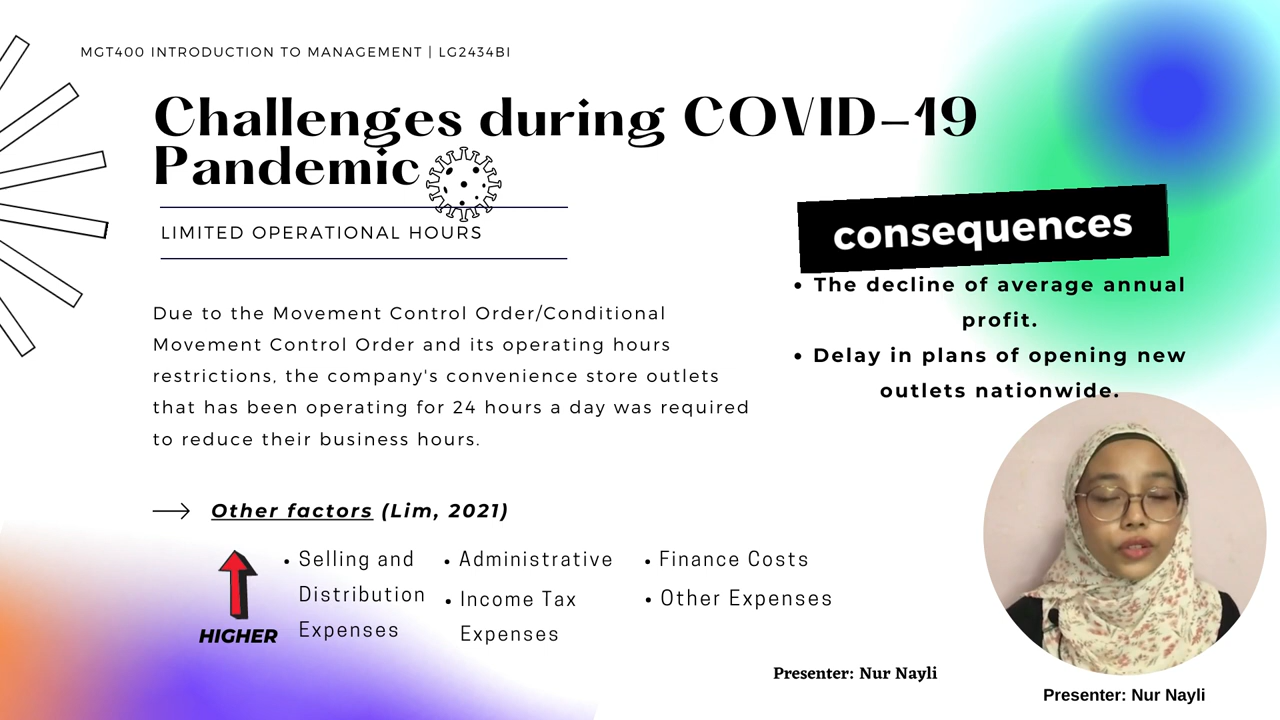 MGT400 INTRODUCTION TO MANAGEMENT | LG2434BI
Challenges during COVID-19
Pandemic
LIMITED OPERATIONAL HOURS
Due to the Movement Control Order/Conditional
Movement Control Order and its operating hours
restrictions, the company's convenience store outlets
that has been operating for 24 hours a day was required
to reduce their business hours.
consequences
• The decline of average annual
profit.
• Delay in plans of opening new
outlets nationwide.
Other factors (Lim, 2021)
HIGHER
• Selling and
Distribution
Expenses
• Administrative
• Income Tax
Expenses
• Finance Costs
• Other Expenses
Presenter: Nur Nayli
Presenter: Nur Nayli